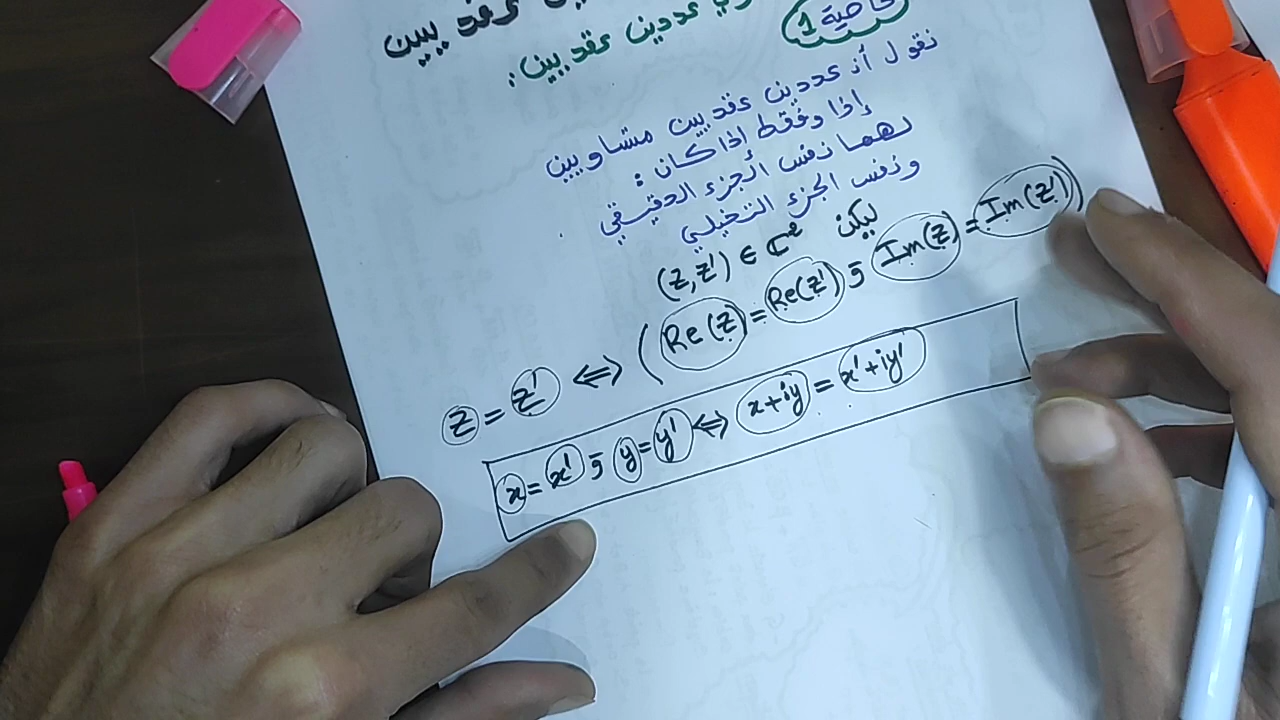 عقديين
خاصية 1
عددين عقديين :
نقول أن عددين عقديين متساويين
إذا وفقط إذا كان :
لهما نفس الجزء الحقيقي .
ونفس الجزء التخيلي
ليكن (z,z') ∈ ℂ²
z = z' ⟺ (Re(z) = Re(z') و Im(z) = Im(z'))
x = x' و y = y' ⟺ x+iy = x'+iy'